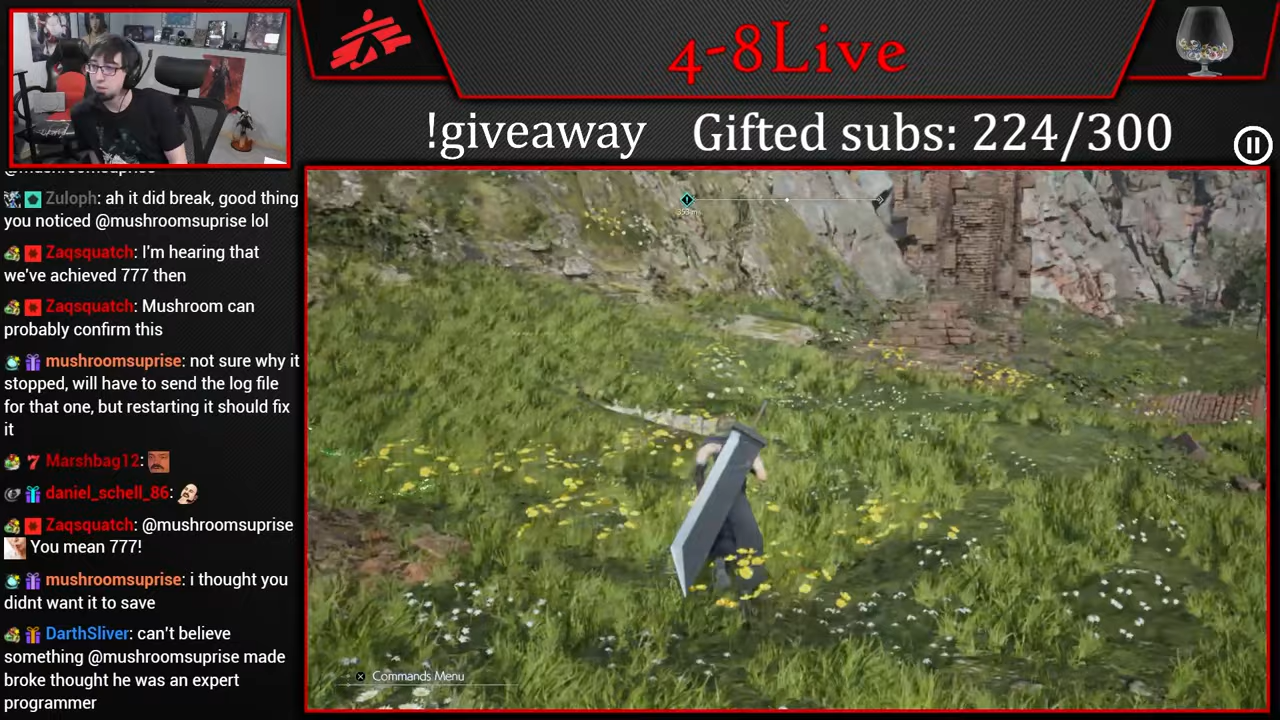 4-8Live
!giveaway
Gifted subs: 224/300
Zuloph: ah it did break, good thing
you noticed @mushroomsuprise lol
Zaqsquatch: I'm hearing that
we've achieved 777 then
Zaqsquatch: Mushroom can
probably confirm this
mushroomsuprise: not sure why it
stopped, will have to send the log file
for that one, but restarting it should fix
it
7 Marshbag12:
daniel_schell_86:
Zaqsquatch: @mushroomsuprise
You mean 777!
mushroomsuprise: i thought you
didnt want it to save
DarthSliver: can't believe
something @mushroomsuprise made
broke thought he was an expert
programmer
Commands Menu